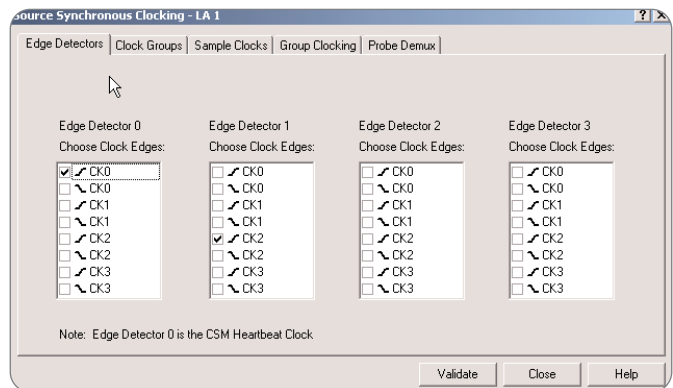 Source Synchronous Clocking - LA 1
Edge Detectors Clock Groups Sample Clocks Group Clocking Probe Demux
Edge Detector 0 Edge Detector 1 Edge Detector 2 Edge Detector 3
Choose Clock Edges: Choose Clock Edges: Choose Clock Edges: Choose Clock Edges:
CK0 CK0 CK0 CK0
CK0 CK0 CK0 CK0
CK1 CK1 CK1 CK1
CK1 CK1 CK1 CK1
CK2 CK2 CK2 CK2
CK2 CK2 CK2 CK2
CK3 CK3 CK3 CK3
CK3 CK3 CK3 CK3
Note: Edge Detector 0 is the CSM Heartbeat Clock
Validate Close Help